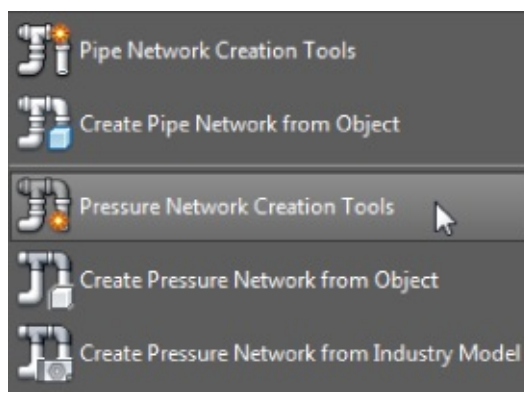 Pipe Network Creation Tools
Create Pipe Network from Object
Pressure Network Creation Tools
Create Pressure Network from Object
Create Pressure Network from Industry Model